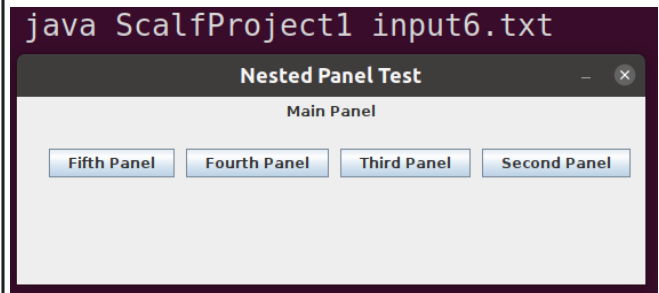 java ScalfProject1 input6.txt
Nested Panel Test
Main Panel
Fifth Panel Fourth Panel Third Panel Second Panel